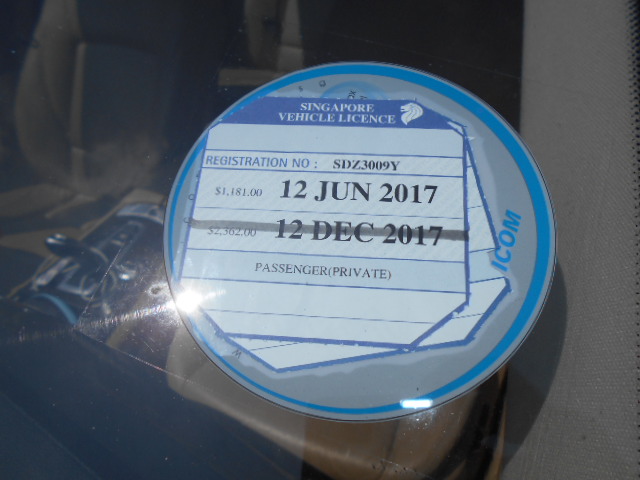 SINGAPORE
VEHICLE LICENCE
REGISTRATION NO : SDZ3009Y
$1,181.00 12 JUN 2017
$2,362.00 12 DEC 2017
PASSENGER(PRIVATE)
ICOM